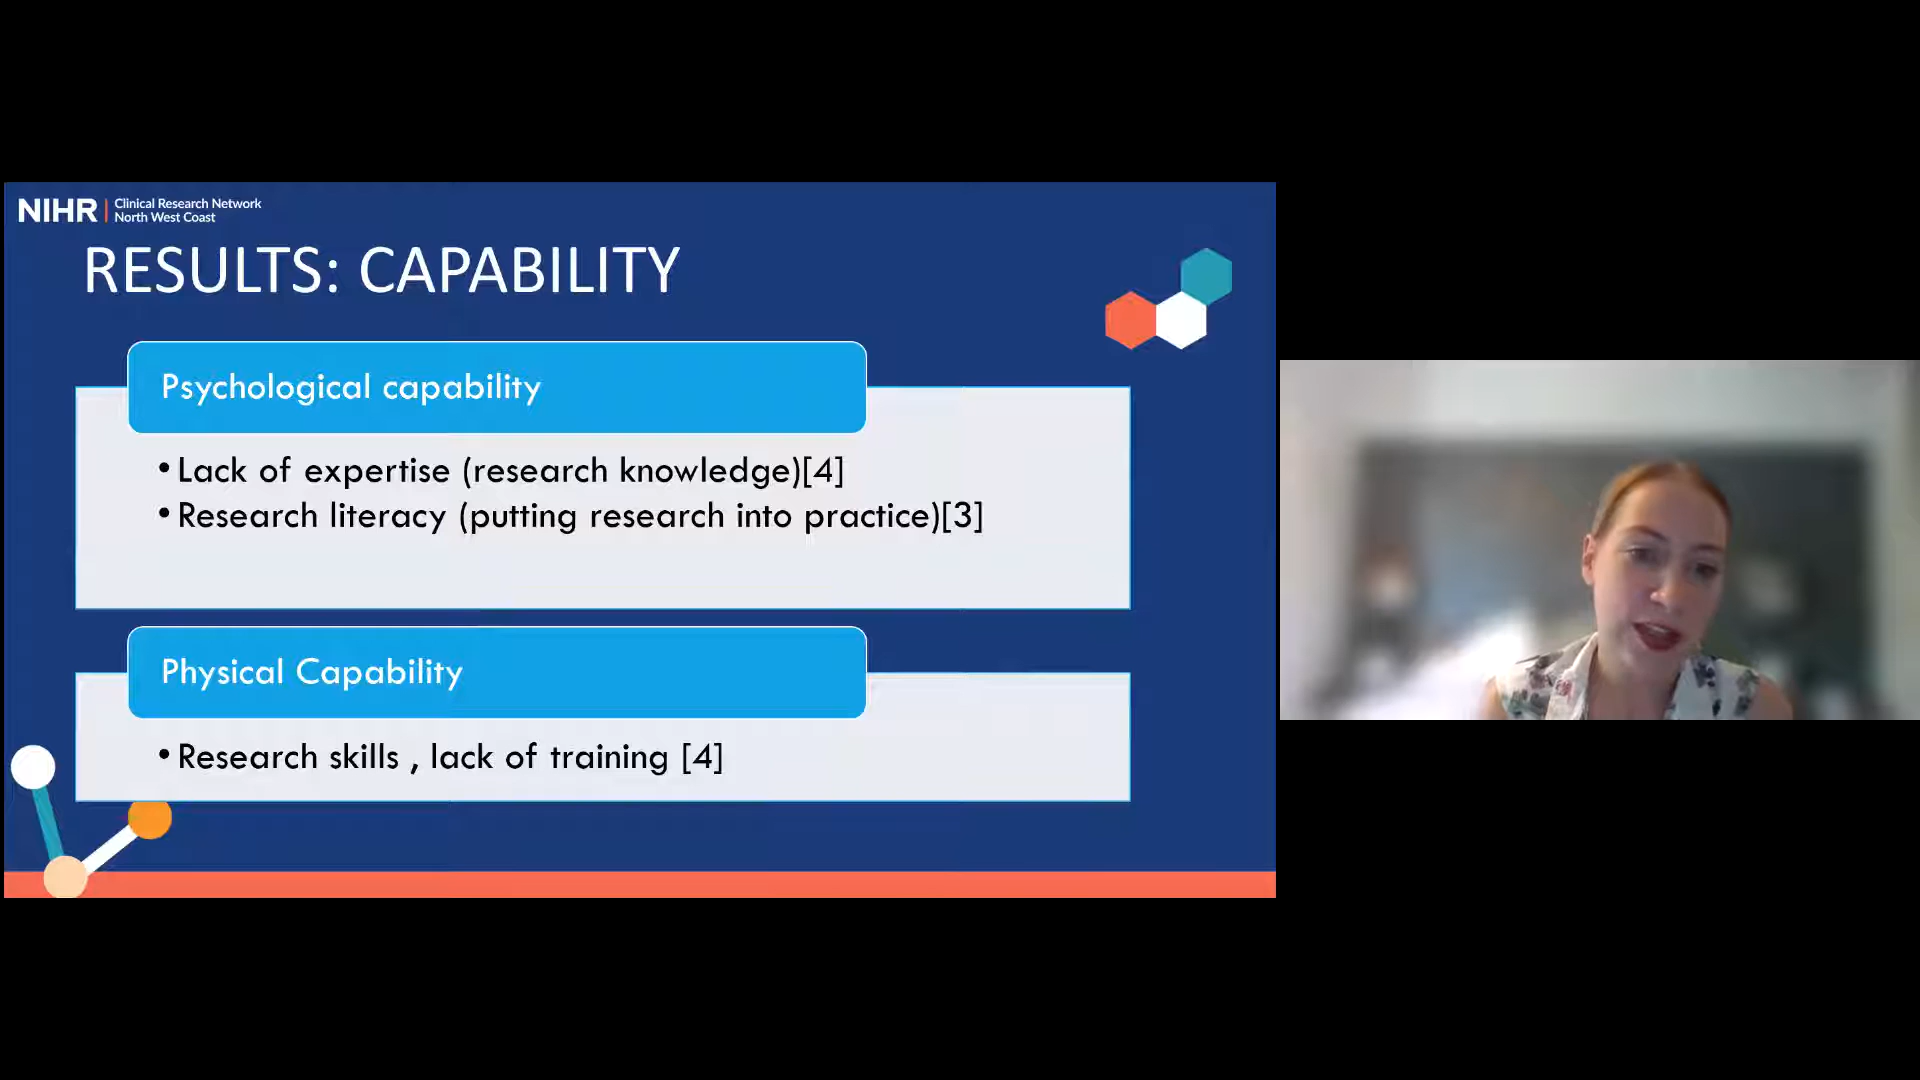 NIHR | Clinical Research Network
North West Coast
RESULTS: CAPABILITY
Psychological capability
• Lack of expertise (research knowledge)[4]
• Research literacy (putting research into practice)[3]
Physical Capability
• Research skills , lack of training [4]